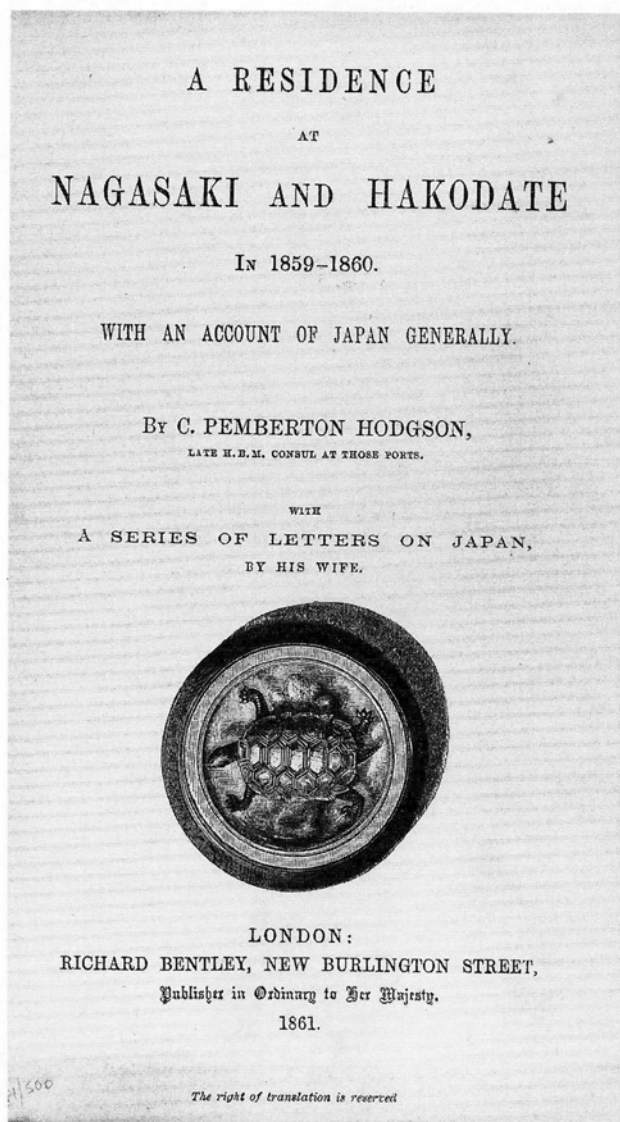 A RESIDENCE
AT
NAGASAKI AND HAKODATE
IN 1859–1860.
WITH AN ACCOUNT OF JAPAN GENERALLY.
BY C. PEMBERTON HODGSON,
LATE H.B.M. CONSUL AT THOSE PORTS.
WITH
A SERIES OF LETTERS ON JAPAN,
BY HIS WIFE.
LONDON:
RICHARD BENTLEY, NEW BURLINGTON STREET,
Publisher in Ordinary to Her Majesty.
1861.
The right of translation is reserved